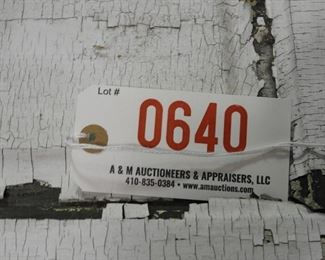 Lot #
0640
A & M AUCTIONEERS & APPRAISERS, LLC
410-835-0384 • www.amauctions.com